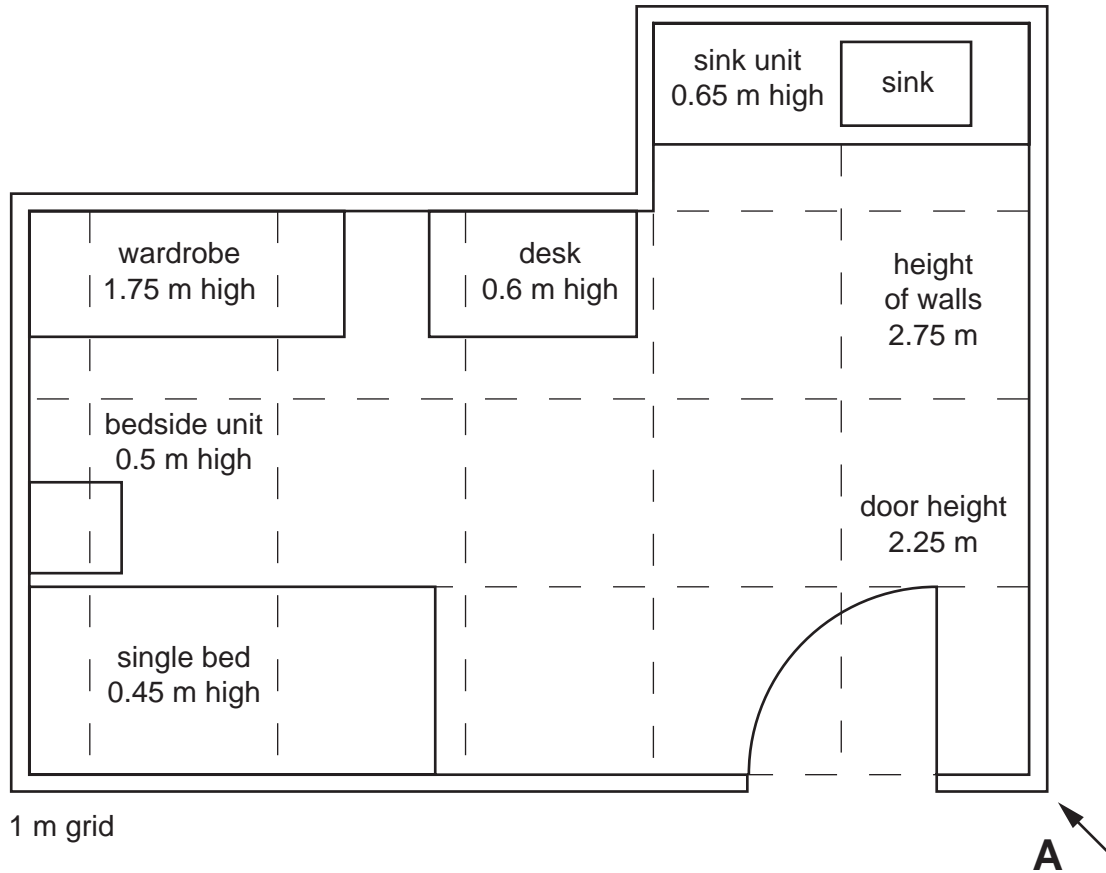 sink unit
0.65 m high
sink
wardrobe
1.75 m high
desk
0.6 m high
height
of walls
2.75 m
bedside unit
0.5 m high
door height
2.25 m
single bed
0.45 m high
1 m grid
A